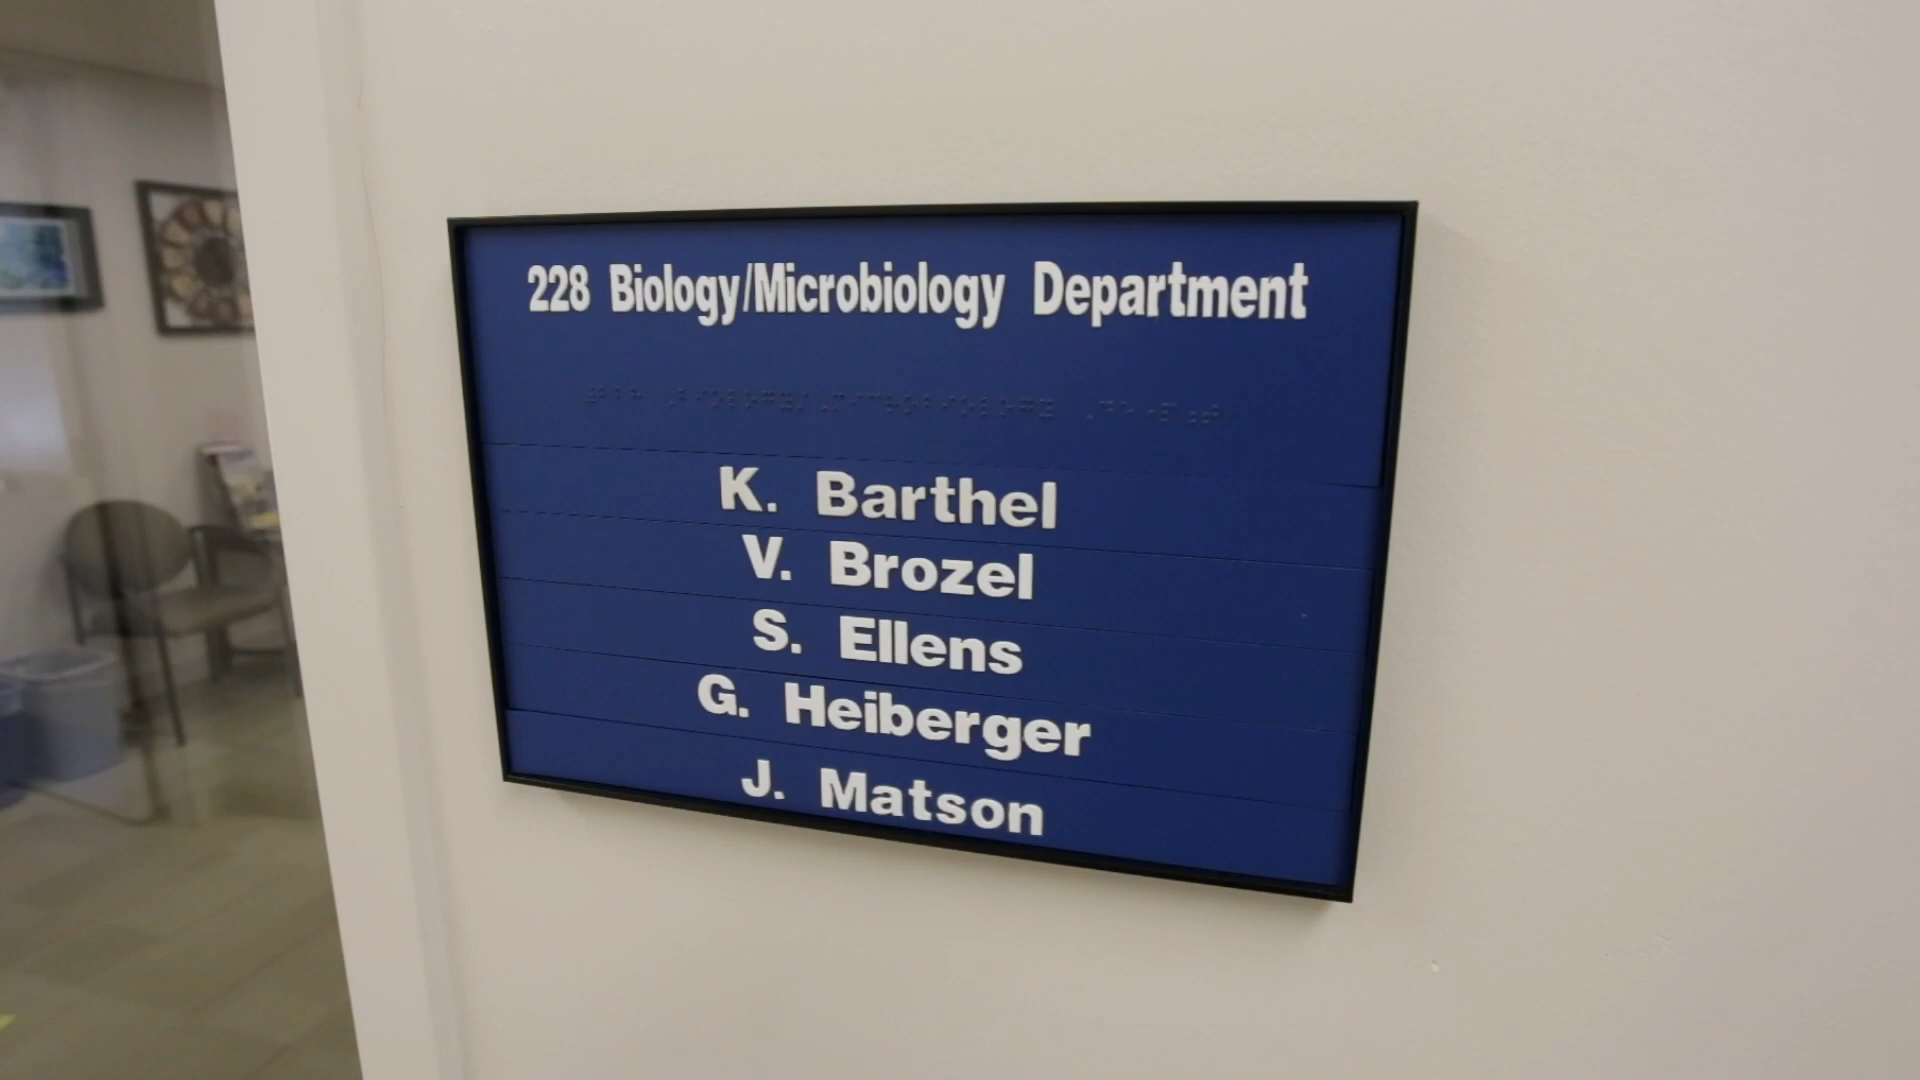 228 Biology/Microbiology Department
K. Barthel
V. Brozel
S. Ellens
G. Heiberger
J. Matson